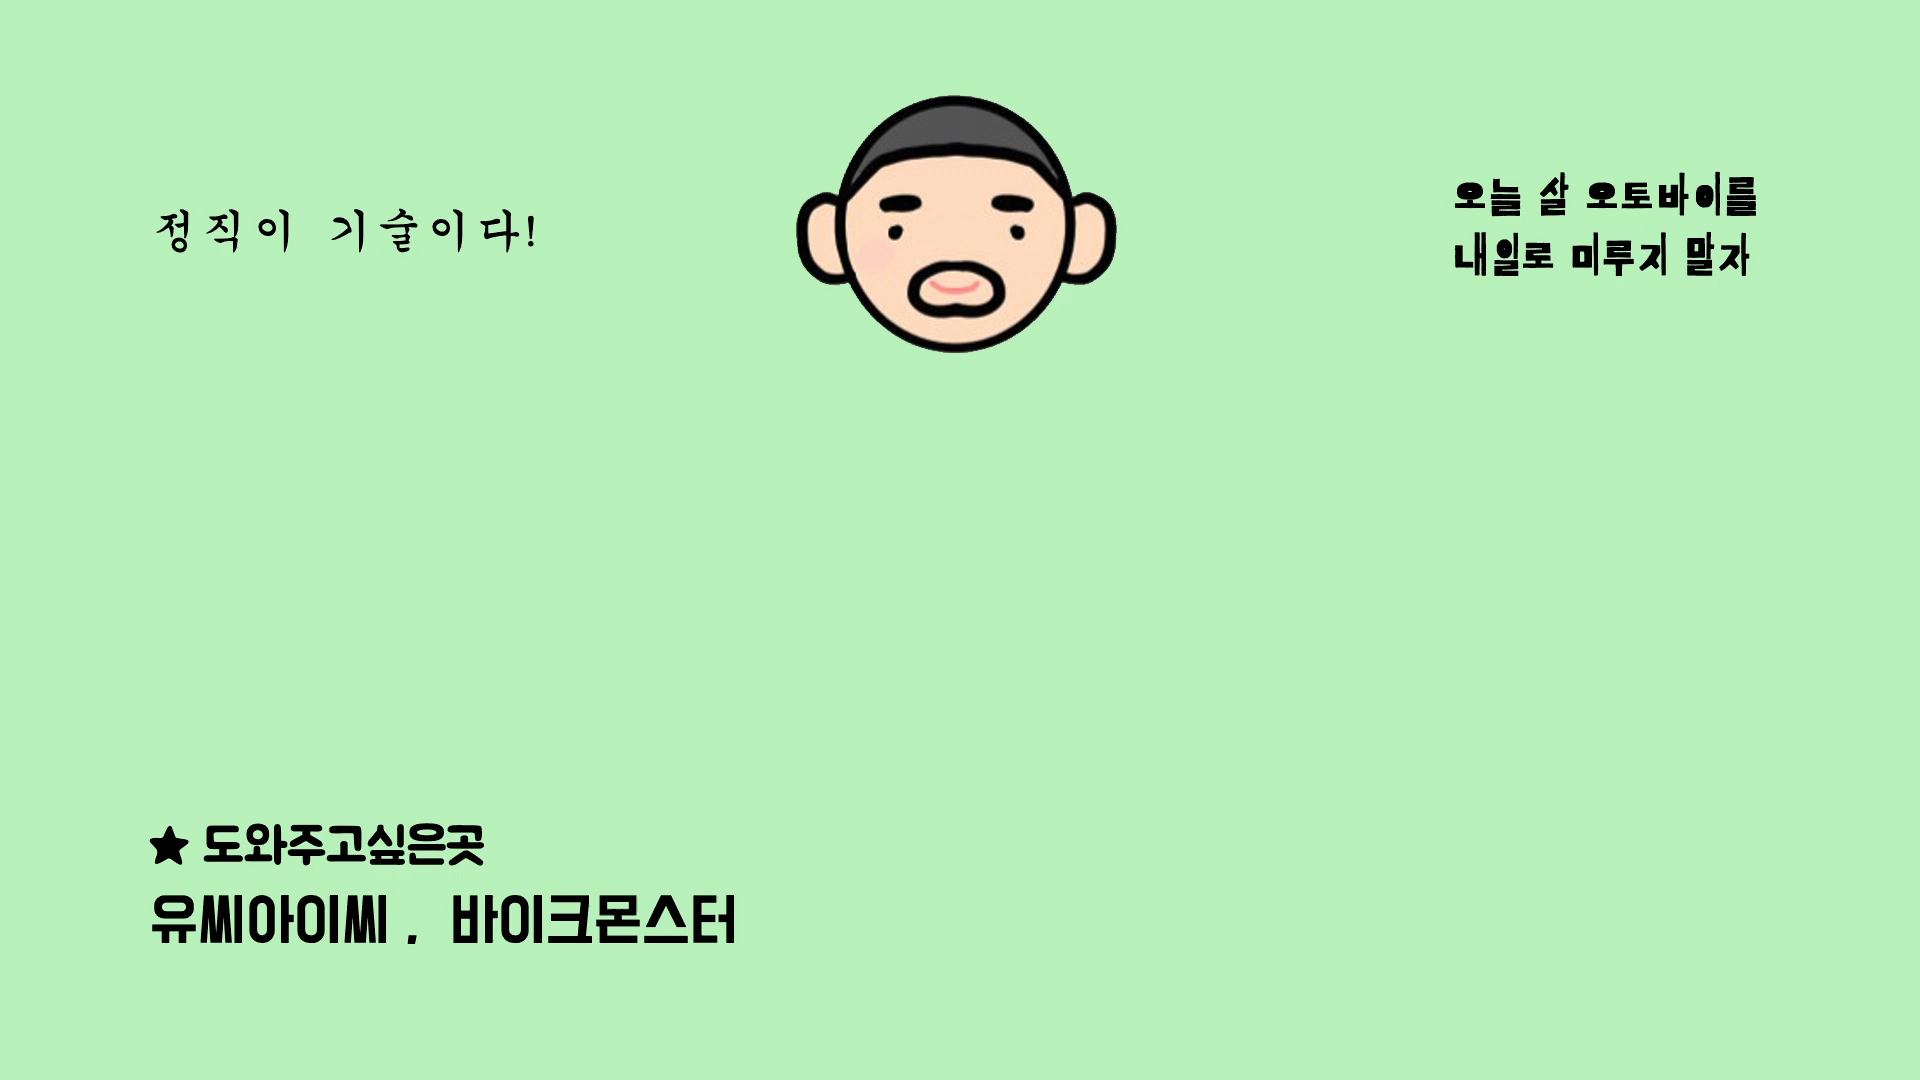 정직이 기술이다!
오늘 살 오토바이를
내일로 미루지 말자
★ 도와주고싶은곳
유씨아이씨 , 바이크몬스터